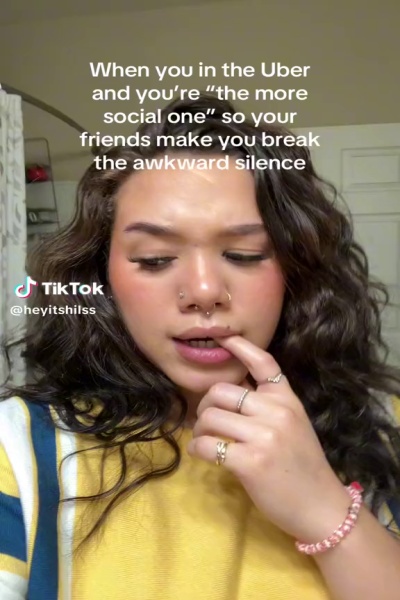 When you in the Uber
and you're “the more
social one” so your
friends make you break
the awkward silence
TikTok
@heyitshilss